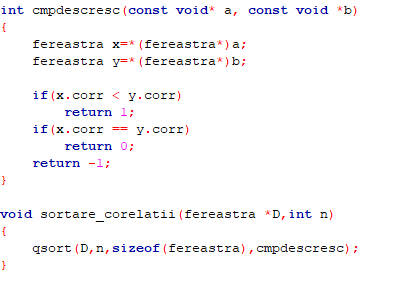 int cmpdescresc(const void* a, const void *b)
{
    fereastra x=*(fereastra*)a;
    fereastra y=*(fereastra*)b;

    if(x.corr < y.corr)
        return 1;
    if(x.corr == y.corr)
        return 0;
    return -1;
}

void sortare_corelatii(fereastra *D,int n)
{
    qsort(D,n,sizeof(fereastra),cmpdescresc);
}